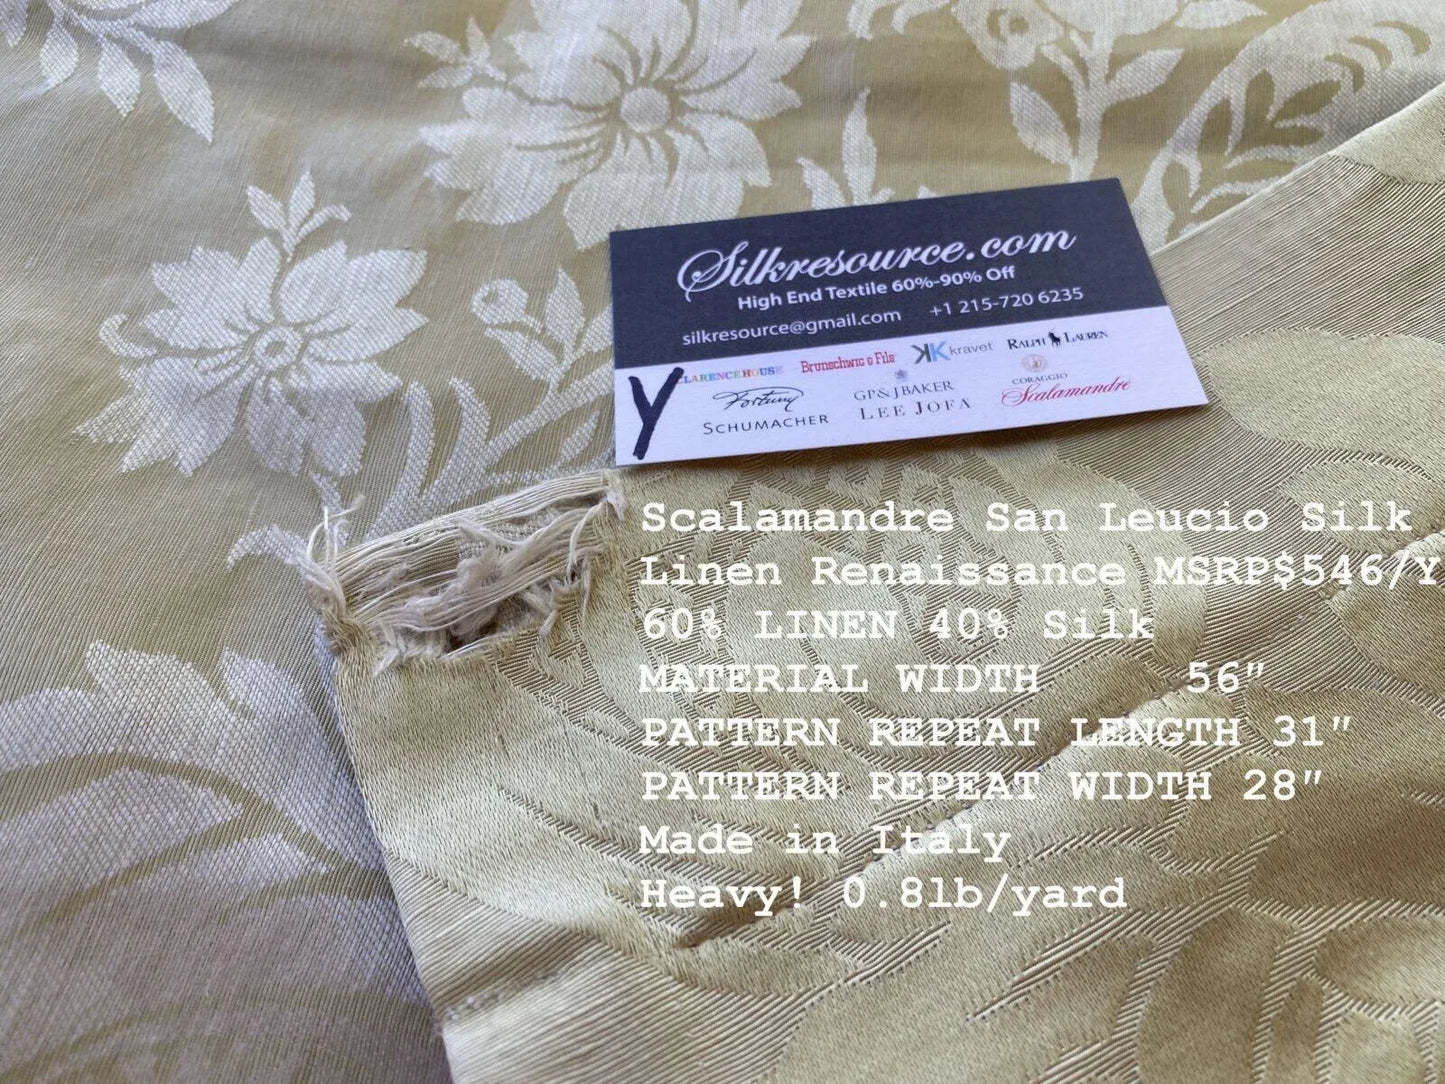 Silkresource.com
High End Textile 60%-90% Off
silkresource@gmail.com +1 215-720 6235
CLARENCE HOUSE Brunschwig & Fils kravet RALPH LAUREN
Y Fortuny GP & J BAKER CORAGGIO
SCHUMACHER LEE JOFA Scalamandré
Scalamandre San Leucio Silk
Linen Renaissance MSRP$546/Y
60% LINEN 40% Silk
MATERIAL WIDTH 56"
PATTERN REPEAT LENGTH 31"
PATTERN REPEAT WIDTH 28"
Made in Italy
Heavy! 0.8lb/yard